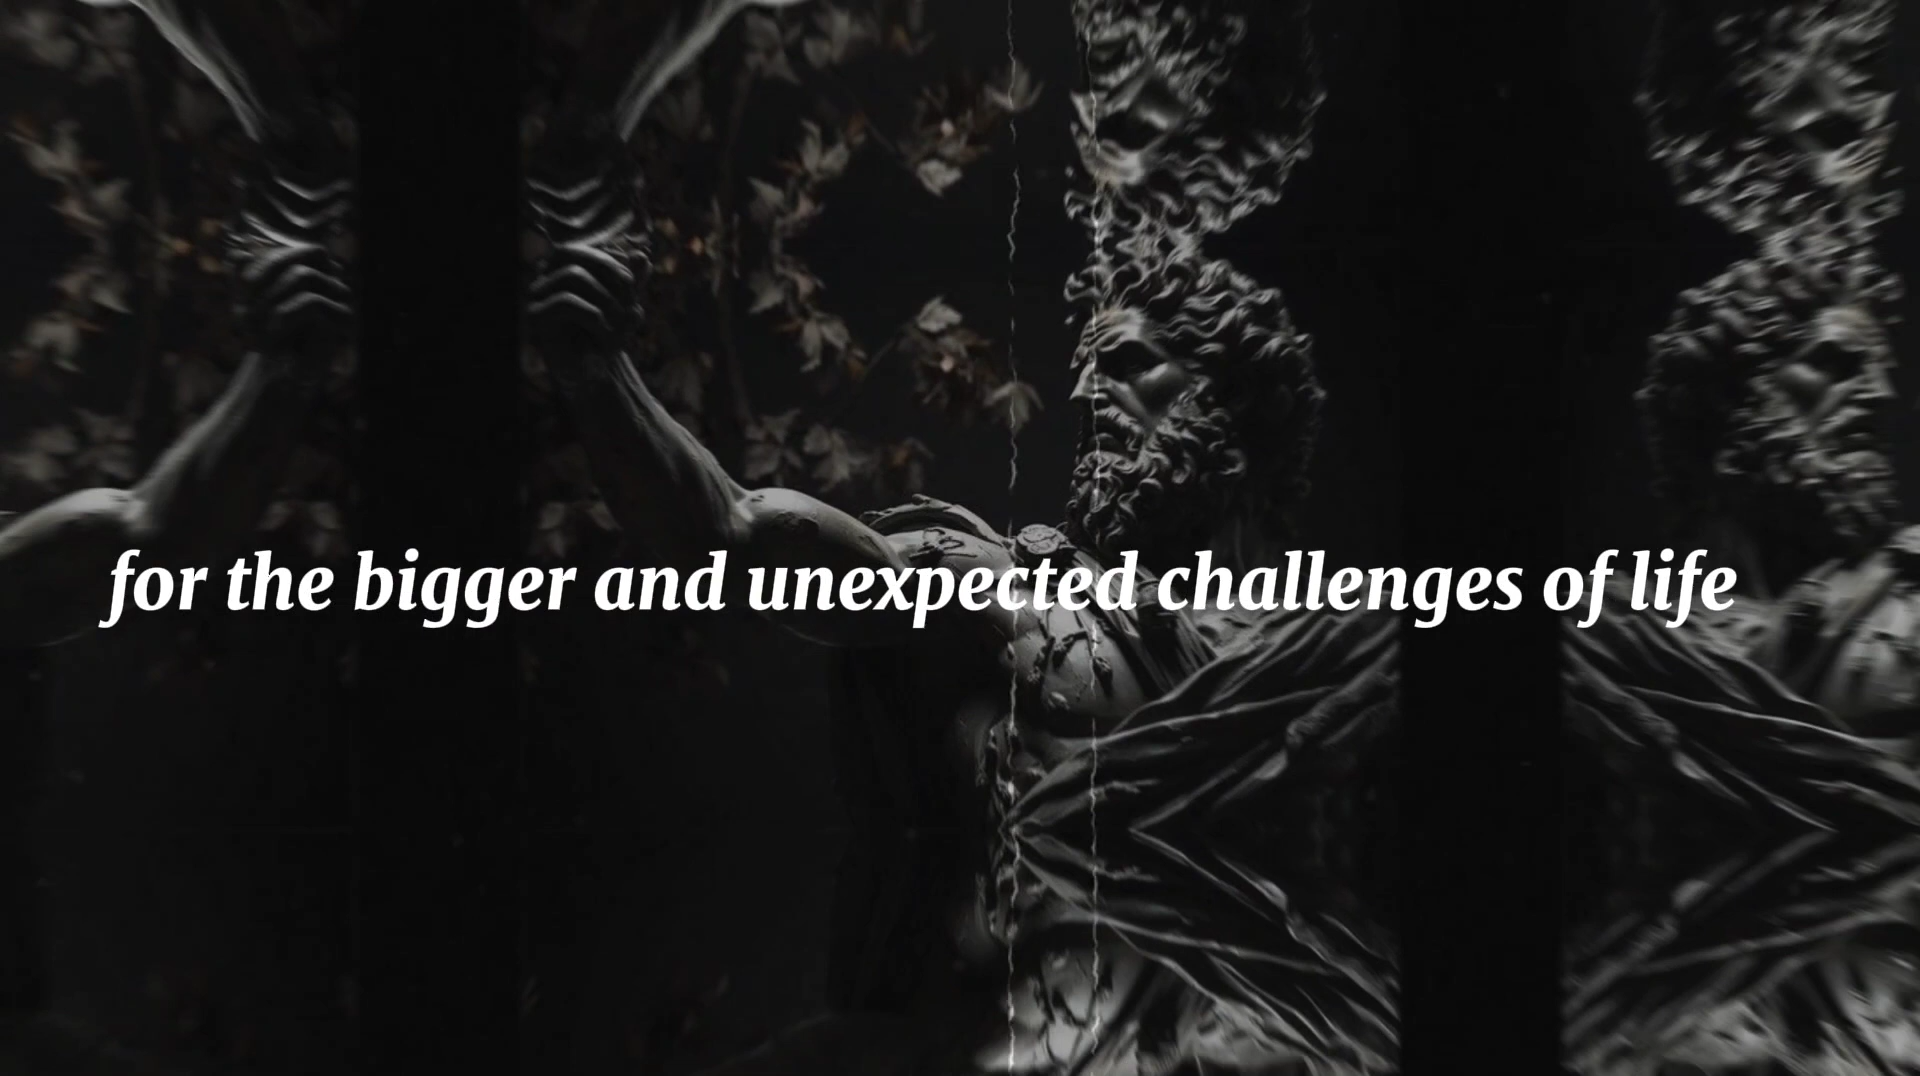 for the bigger and unexpected challenges of life